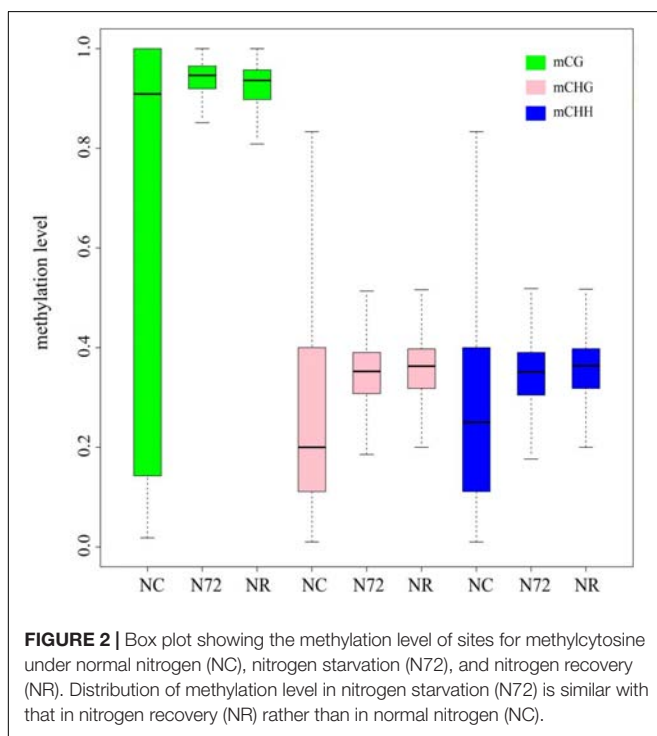 1.0
0.8
0.6
0.4
0.2
0.0
methylation level
mCG
mCHG
mCHH
NC N72 NR NC N72 NR NC N72 NR
FIGURE 2 | Box plot showing the methylation level of sites for methylcytosine
under normal nitrogen (NC), nitrogen starvation (N72), and nitrogen recovery
(NR). Distribution of methylation level in nitrogen starvation (N72) is similar with
that in nitrogen recovery (NR) rather than in normal nitrogen (NC).